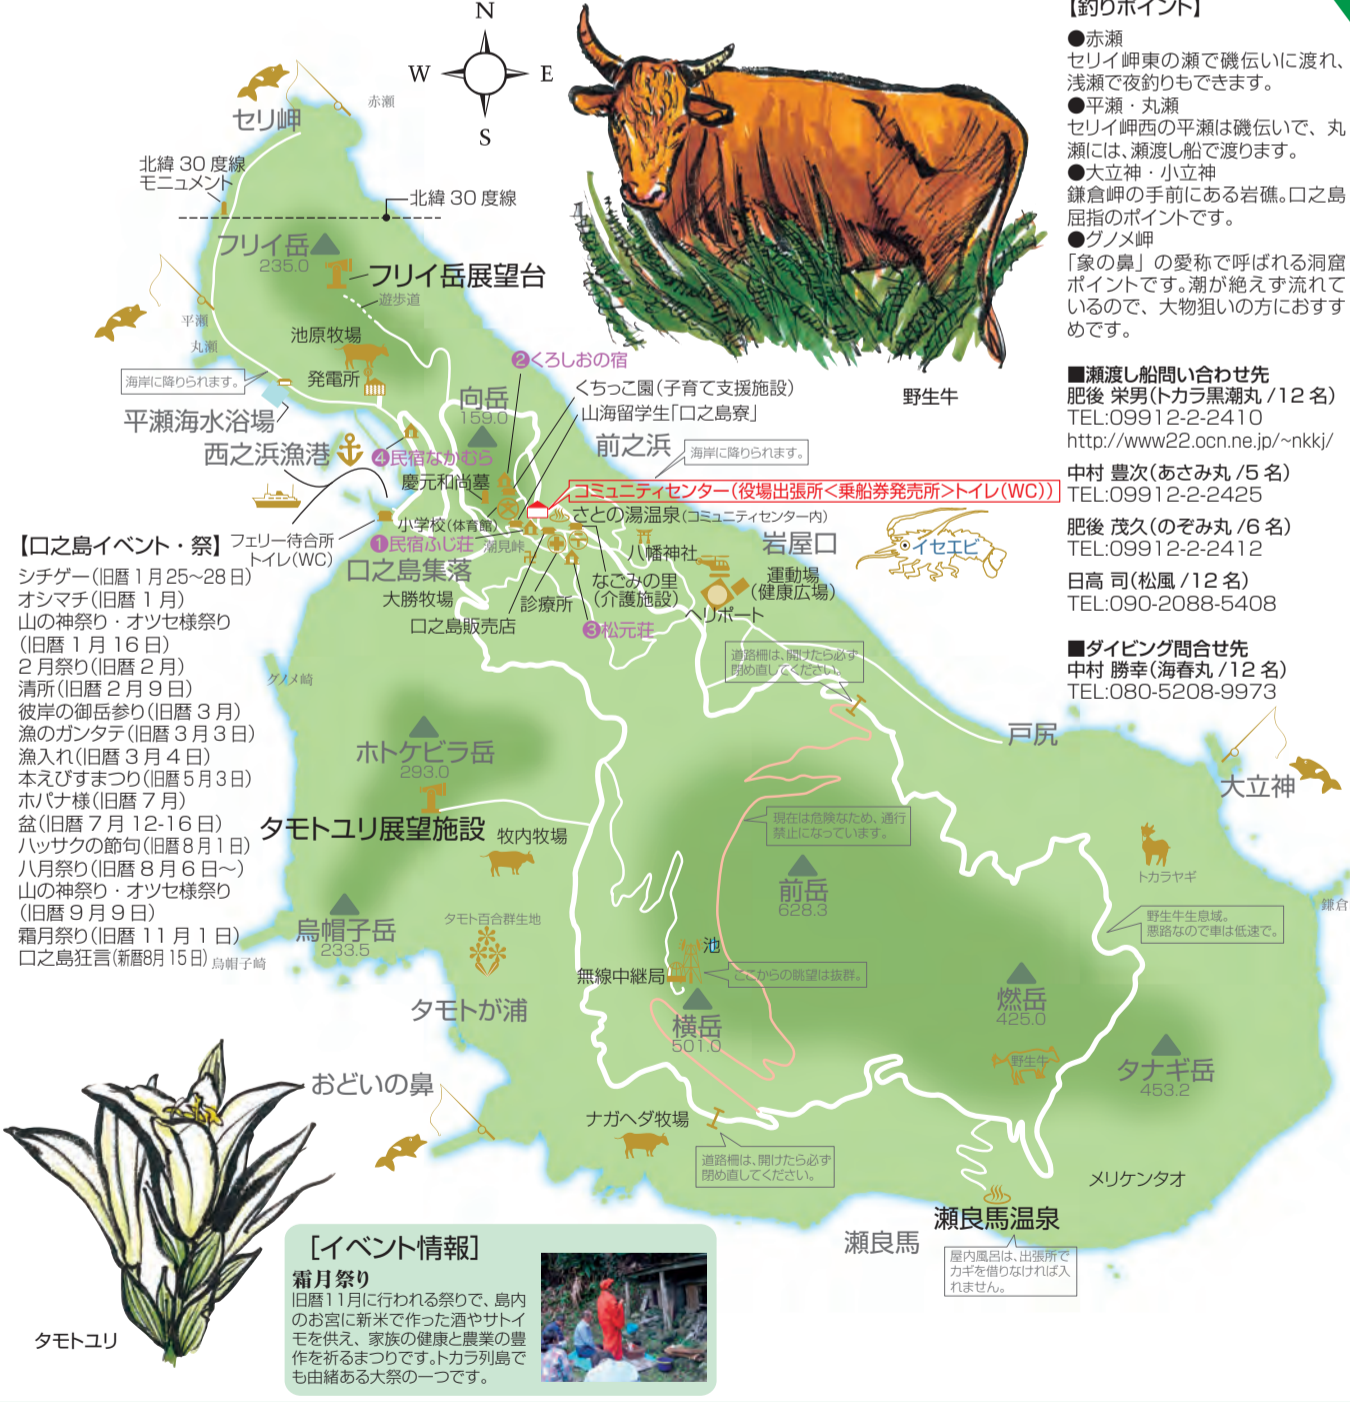 N
W
E
S
セリ岬
赤瀬
北緯 30 度線
モニュメント
北緯 30 度線
フリイ岳
235.0
フリイ岳展望台
遊歩道
平瀬
丸瀬
池原牧場
海岸に降りられます。
発電所
平瀬海水浴場
西之浜漁港
向岳
159.0
❷くろしおの宿
くちっこ園(子育て支援施設)
山海留学生「口之島寮」
前之浜
海岸に降りられます。
野生牛
❹民宿なかむら
慶元和尚墓
コミュニティセンター(役場出張所<乗船券発売所>トイレ(WC))
小学校(体育館)
さとの湯温泉(コミュニティセンター内)
フェリー待合所
トイレ(WC)
❶民宿ふじ荘
潮見峠
口之島集落
大勝牧場
口之島販売店
診療所
なごみの里
(介護施設)
❸松元荘
八幡神社
岩屋口
運動場
(健康広場)
ヘリポート
イセエビ
道路柵は、開けたら必ず
閉め直してください。
グノメ崎
戸尻
大立神
ホトケビラ岳
293.0
タモトユリ展望施設
牧内牧場
現在は危険なため、通行
禁止になっています。
前岳
628.3
トカラヤギ
鎌倉
野生牛生息域。
悪路なので車は低速で。
烏帽子岳
233.5
烏帽子崎
タモト百合群生地
タモトが浦
池
無線中継局
ここからの眺望は抜群。
横岳
501.0
燃岳
425.0
野生牛
タナギ岳
453.2
おどいの鼻
ナガヘダ牧場
道路柵は、開けたら必ず
閉め直してください。
メリケンタオ
瀬良馬温泉
瀬良馬
屋内風呂は、出張所で
カギを借りなければ入
れません。
タモトユリ
【釣りポイント】
●赤瀬
セリイ岬東の瀬で磯伝いに渡れ、
浅瀬で夜釣りもできます。
●平瀬・丸瀬
セリイ岬西の平瀬は磯伝いで、丸
瀬には、瀬渡し船で渡ります。
●大立神・小立神
鎌倉岬の手前にある岩礁。口之島
屈指のポイントです。
●グノメ岬
「象の鼻」の愛称で呼ばれる洞窟
ポイントです。潮が絶えず流れて
いるので、大物狙いの方におすす
めです。
■瀬渡し船問い合わせ先
肥後 栄男(トカラ黒潮丸 /12 名)
TEL:09912-2-2410
http://www22.ocn.ne.jp/~nkkj/
中村 豊次(あさみ丸 /5 名)
TEL:09912-2-2425
肥後 茂久(のぞみ丸 /6 名)
TEL:09912-2-2412
日高 司(松風 /12 名)
TEL:090-2088-5408
■ダイビング問合せ先
中村 勝幸(海春丸 /12 名)
TEL:080-5208-9973
【口之島イベント・祭】
シチゲー(旧暦 1 月25～28 日)
オシマチ(旧暦 1 月)
山の神祭り・オツセ様祭り
(旧暦 1 月 16 日)
2 月祭り(旧暦 2 月)
清所(旧暦 2 月 9 日)
彼岸の御岳参り(旧暦 3 月)
漁のガンタテ(旧暦 3 月 3 日)
漁入れ(旧暦 3 月 4 日)
本えびすまつり(旧暦 5 月 3 日)
ホバナ様(旧暦 7 月)
盆(旧暦 7 月 12-16 日)
ハッサクの節句(旧暦 8 月 1 日)
八月祭り(旧暦 8 月 6 日～)
山の神祭り・オツセ様祭り
(旧暦 9 月 9 日)
霜月祭り(旧暦 11 月 1 日)
口之島狂言(新暦8月15日)
[イベント情報]
霜月祭り
旧暦11月に行われる祭りで、島内
のお宮に新米で作った酒やサトイ
モを供え、家族の健康と農業の豊
作を祈るまつりです。トカラ列島で
も由緒ある大祭の一つです。